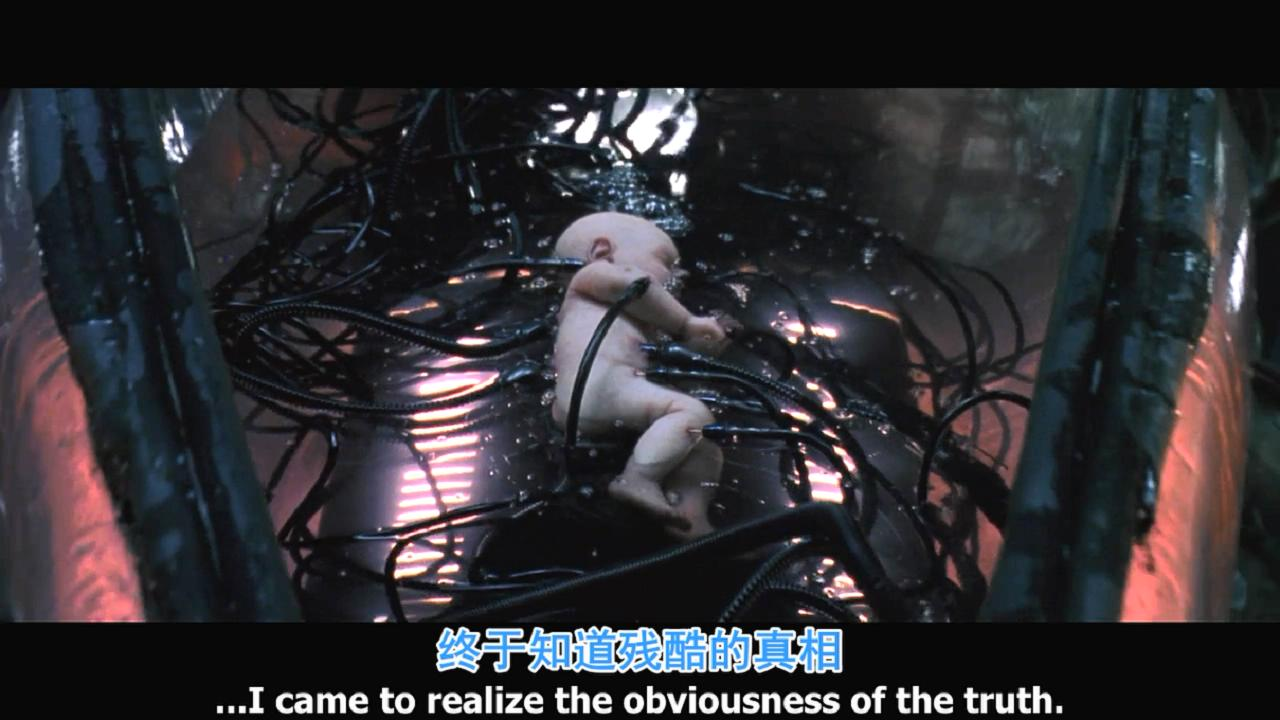 终于知道残酷的真相
...I came to realize the obviousness of the truth.